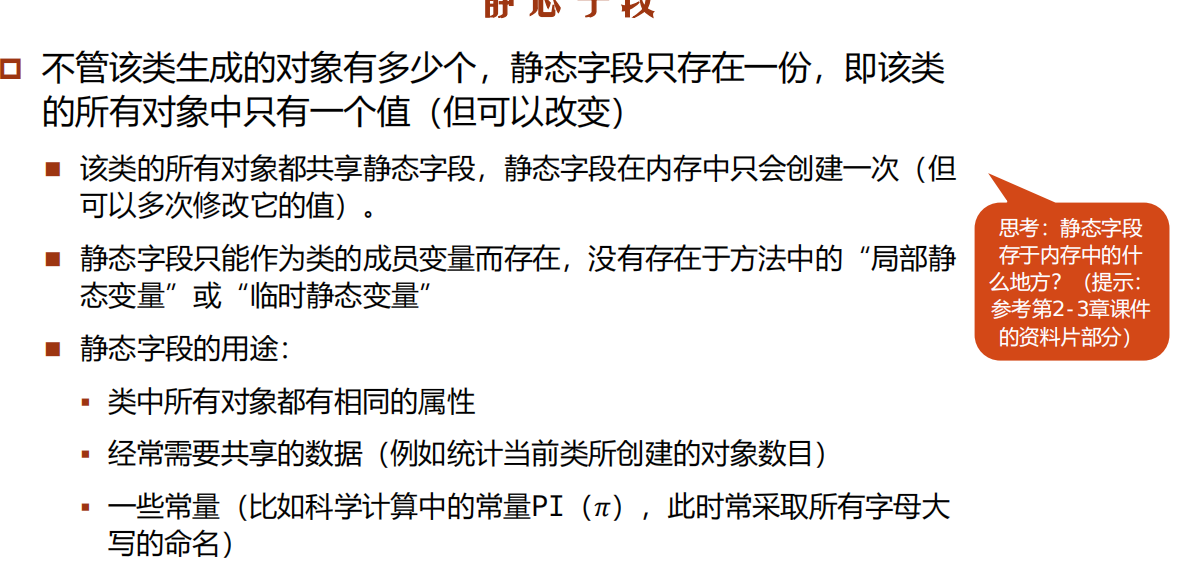 静态字段
不管该类生成的对象有多少个，静态字段只存在一份，即该类
的所有对象中只有一个值（但可以改变）
该类的所有对象都共享静态字段，静态字段在内存中只会创建一次（但
可以多次修改它的值）。
静态字段只能作为类的成员变量而存在，没有存在于方法中的“局部静
态变量”或“临时静态变量”
静态字段的用途：
类中所有对象都有相同的属性
经常需要共享的数据（例如统计当前类所创建的对象数目）
一些常量（比如科学计算中的常量PI（π），此时常采取所有字母大
写的命名）
思考：静态字段
存于内存中的什
么地方？（提示：
参考第2-3章课件
的资料片部分）